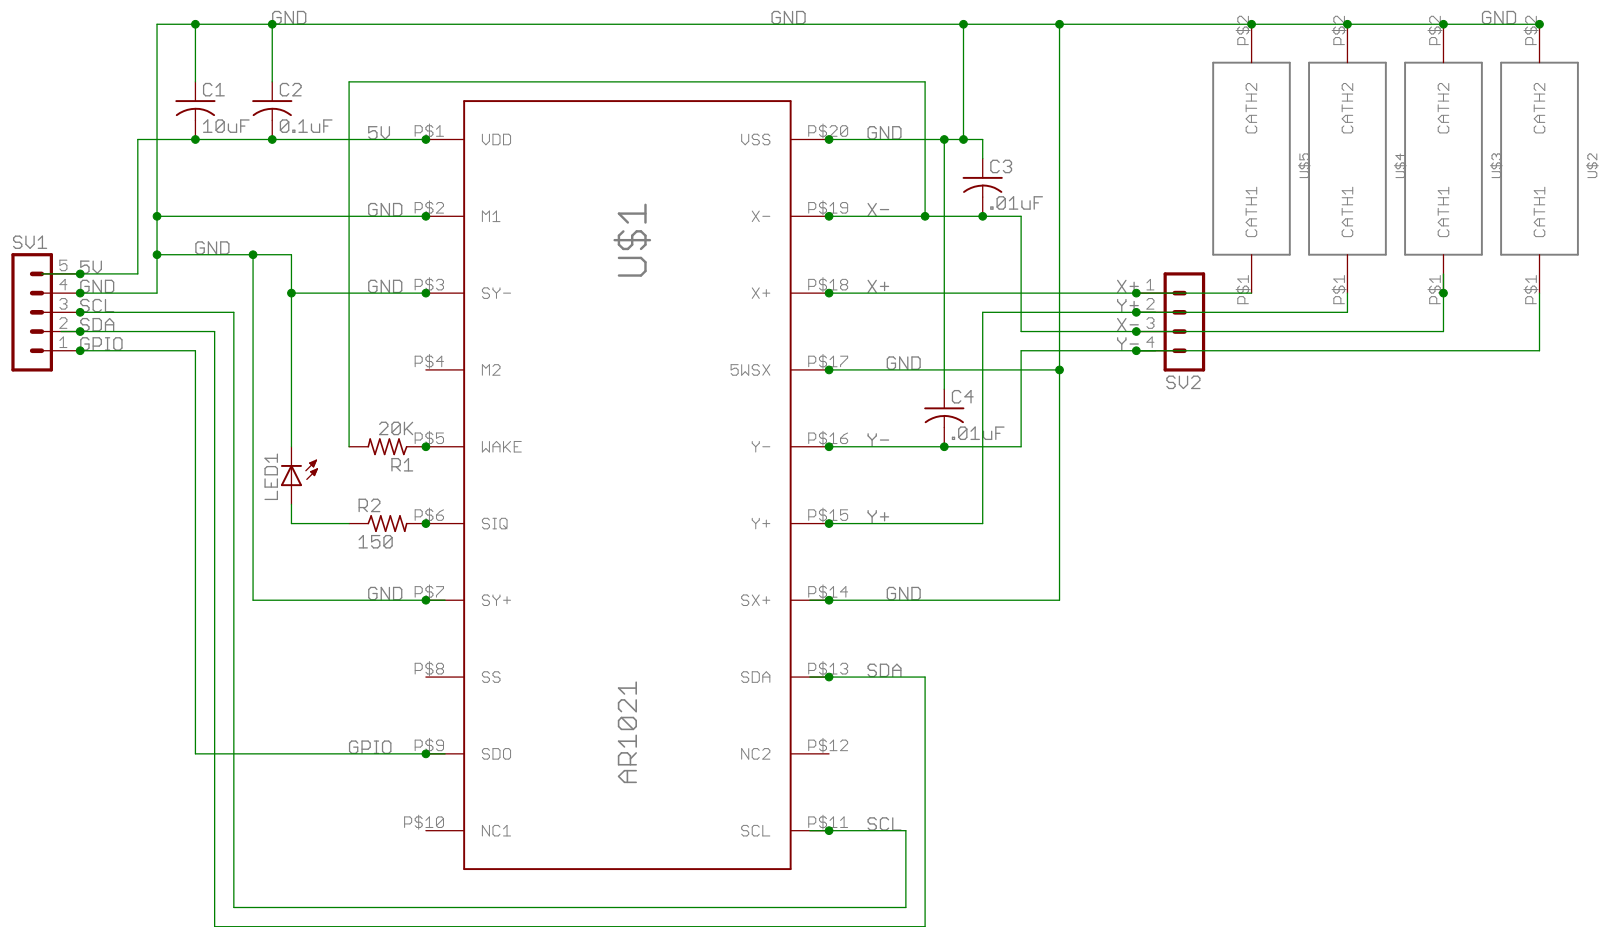 GND
GND
GND
P$2
P$2
P$2
P$2
C1
10uF
C2
0.1uF
5V
P$1
VDD
VSS
P$20
GND
C3
.01uF
CATH2
CATH2
CATH2
CATH2
U$5
U$4
U$3
U$2
CATH1
CATH1
CATH1
CATH1
GND
P$2
M1
U$1
X-
P$19
X-
SV1
GND
5
5V
4
GND
3
SCL
2
SDA
1
GPIO
GND
P$3
SY-
X+
P$18
X+
X+
1
Y+
2
X-
3
Y-
4
SV2
P$1
P$1
P$1
P$1
P$4
M2
5WSX
P$17
GND
C4
.01uF
20K
R1
P$5
WAKE
Y-
P$16
Y-
LED1
R2
150
P$6
SIQ
Y+
P$15
Y+
GND
P$7
SY+
SX+
P$14
GND
P$8
SS
AR1021
SDA
P$13
SDA
GPIO
P$9
SDO
NC2
P$12
P$10
NC1
SCL
P$11
SCL